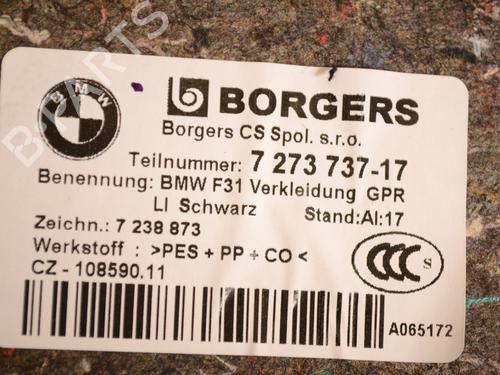 BMW
BORGERS
Borgers CS Spol. s.r.o.
Teilnummer: 7 273 737-17
Benennung: BMW F31 Verkleidung GPR
LI Schwarz Stand:AI:17
Zeichn.: 7 238 873
Werkstoff : >PES + PP + CO <
CZ - 108590.11
CCC S
A065172
B-PARTS